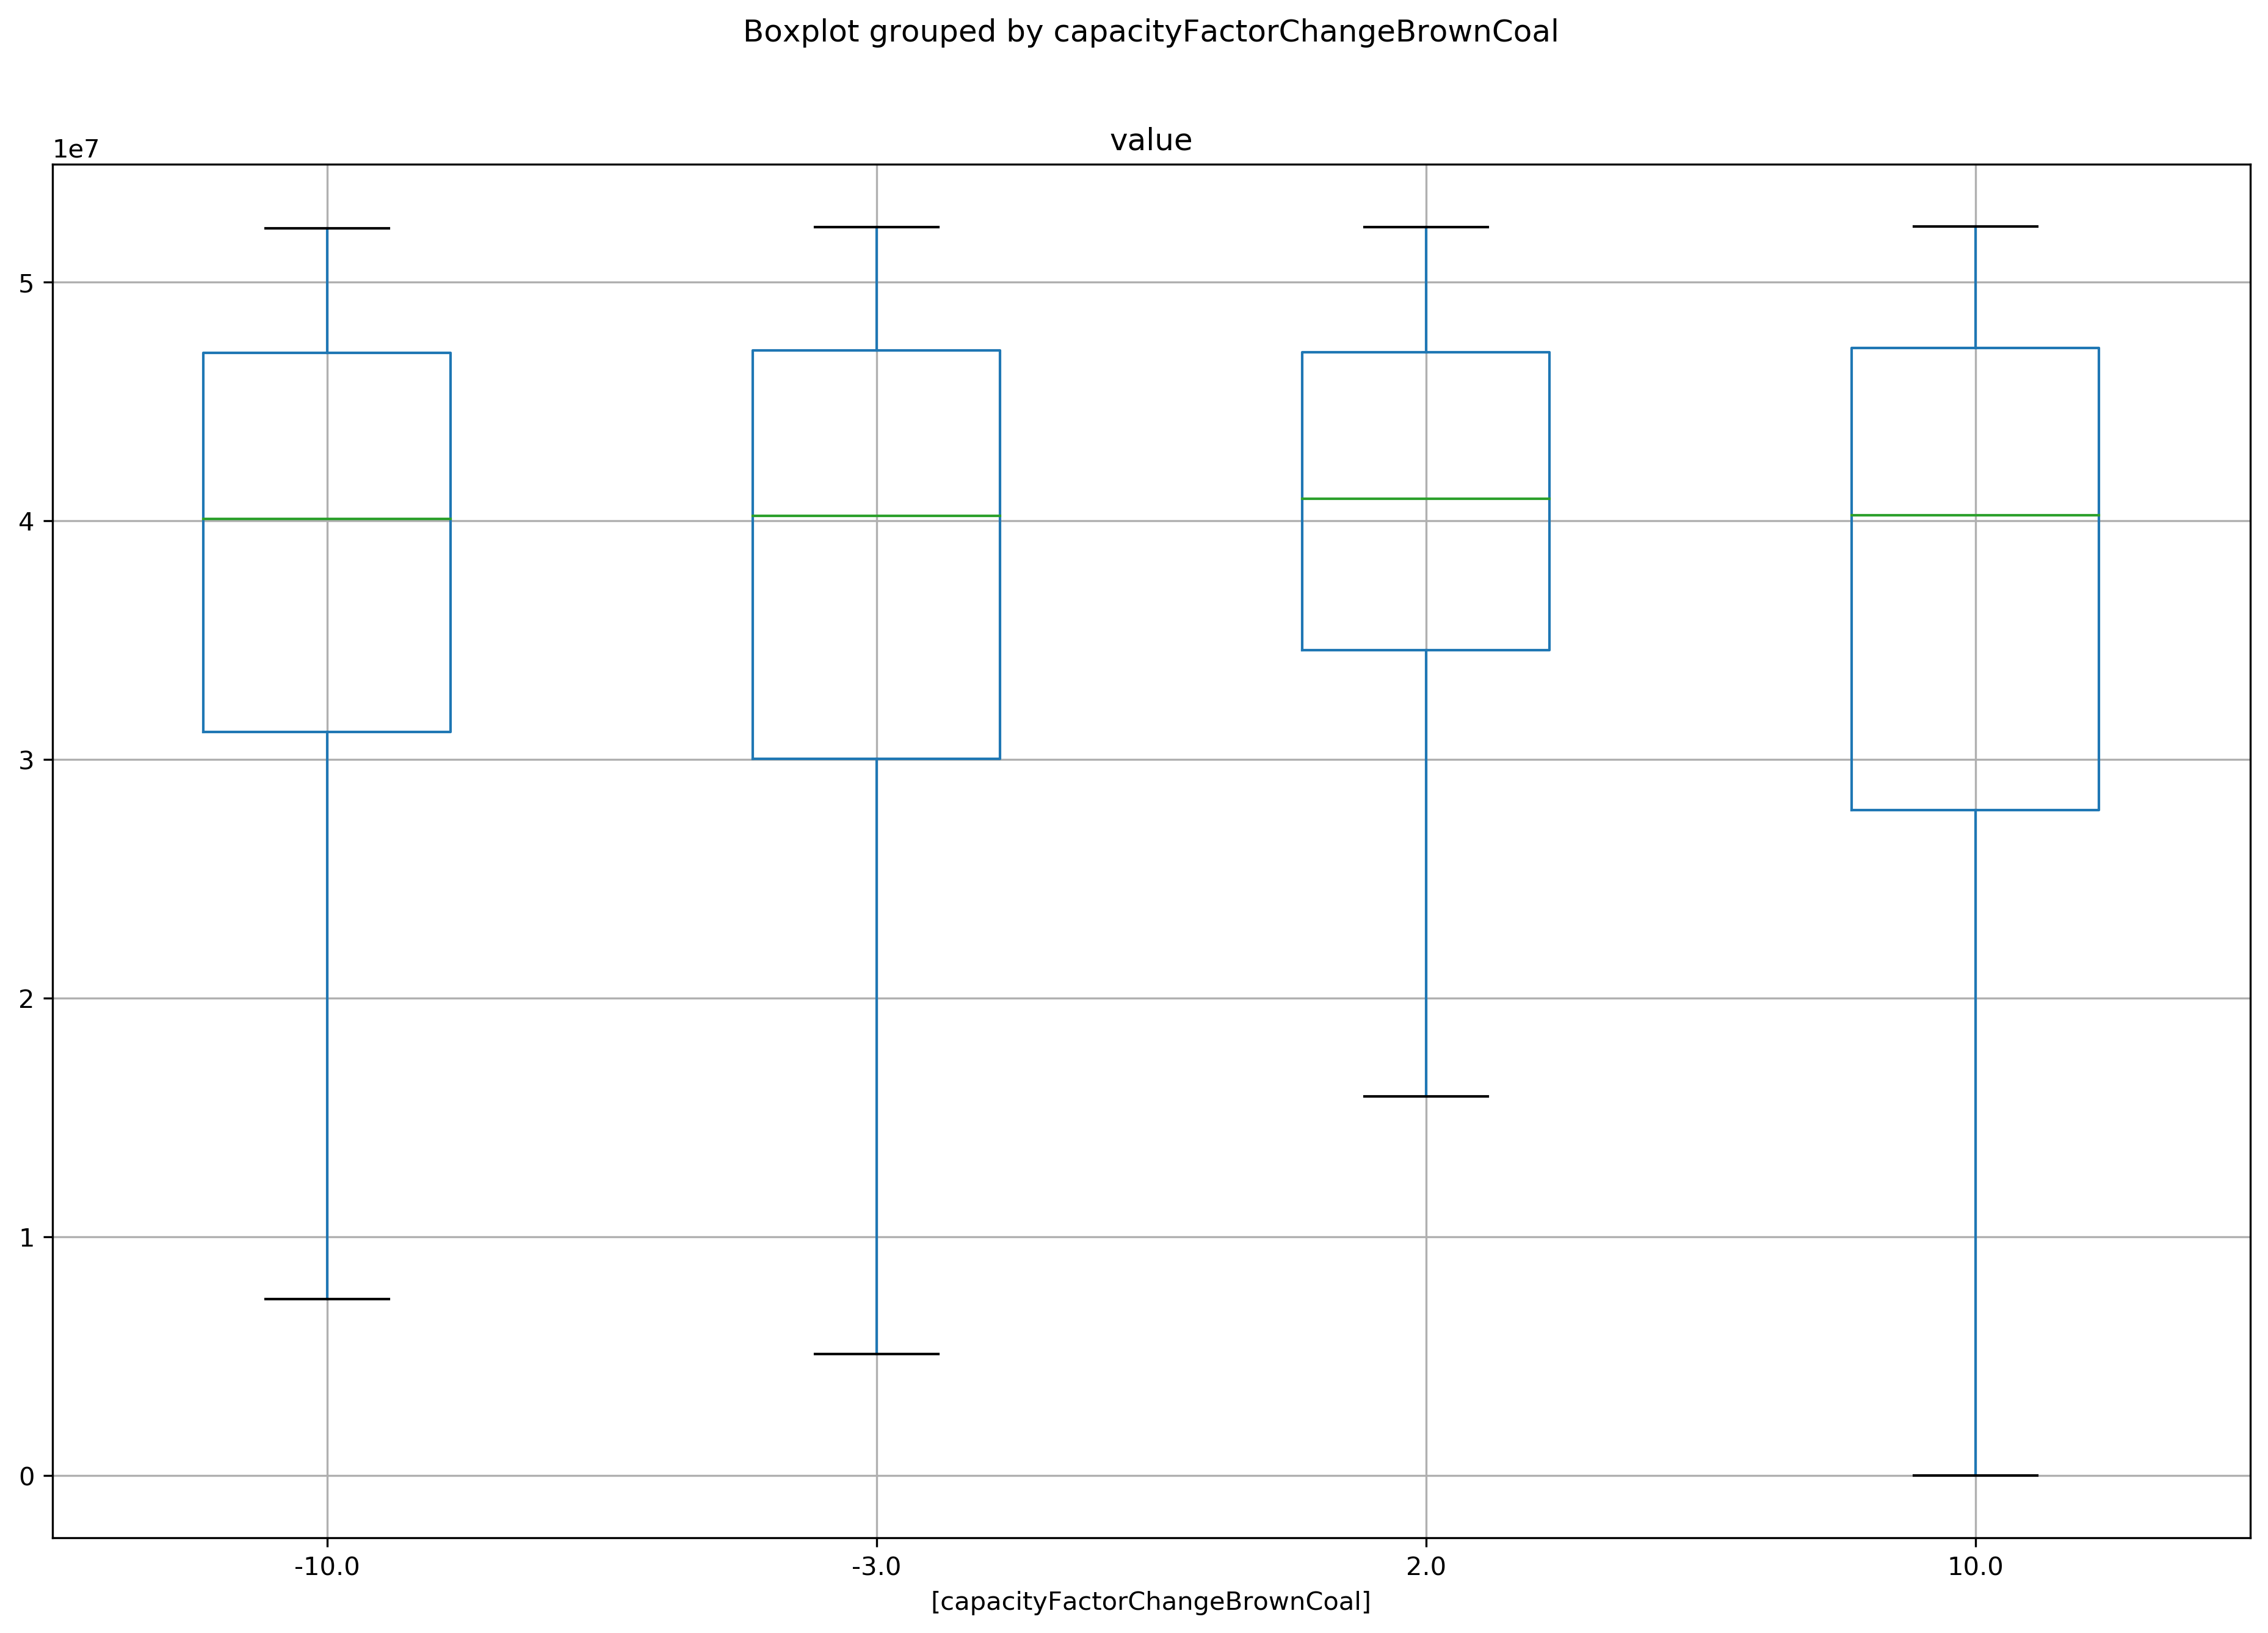 Boxplot grouped by capacityFactorChangeBrownCoal
value
1e7
5
4
3
2
1
0
-10.0 -3.0 2.0 10.0
[capacityFactorChangeBrownCoal]